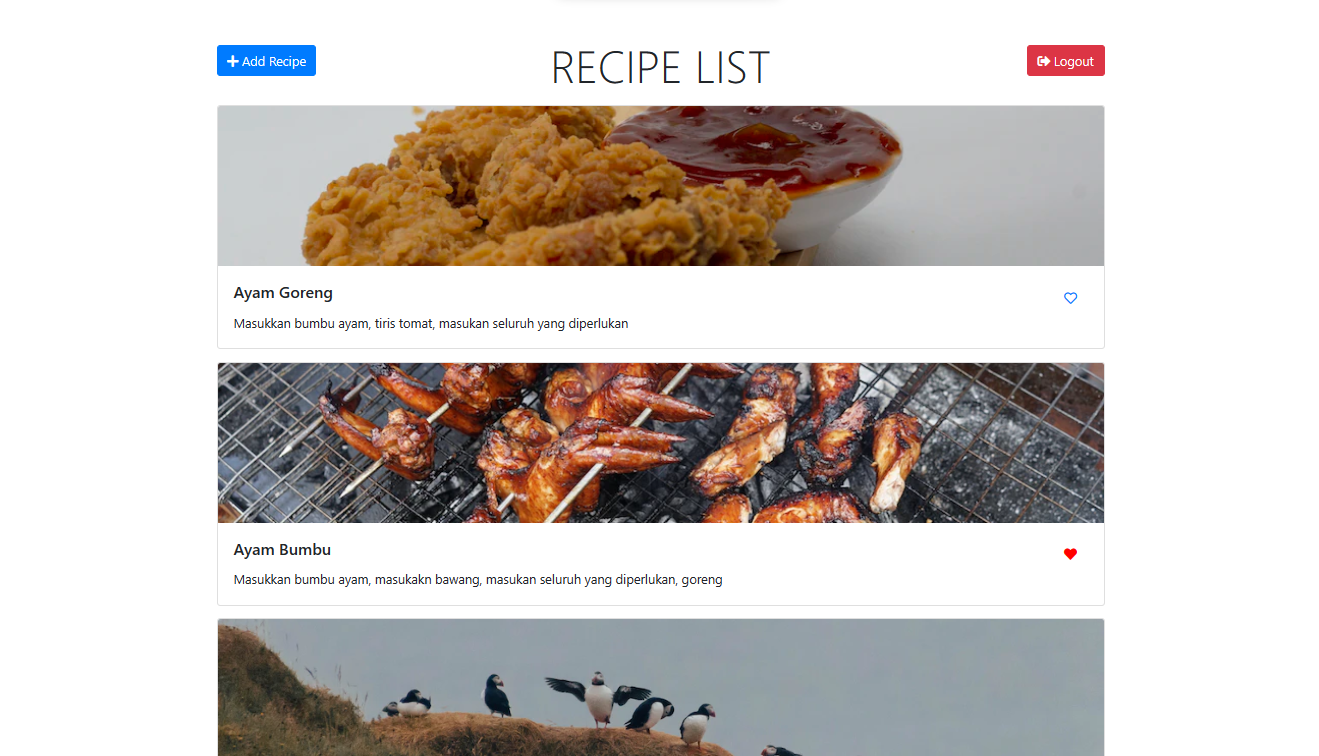 Add Recipe
RECIPE LIST
Logout
Ayam Goreng
Masukkan bumbu ayam, tiris tomat, masukan seluruh yang diperlukan
Ayam Bumbu
Masukkan bumbu ayam, masukakn bawang, masukan seluruh yang diperlukan, goreng